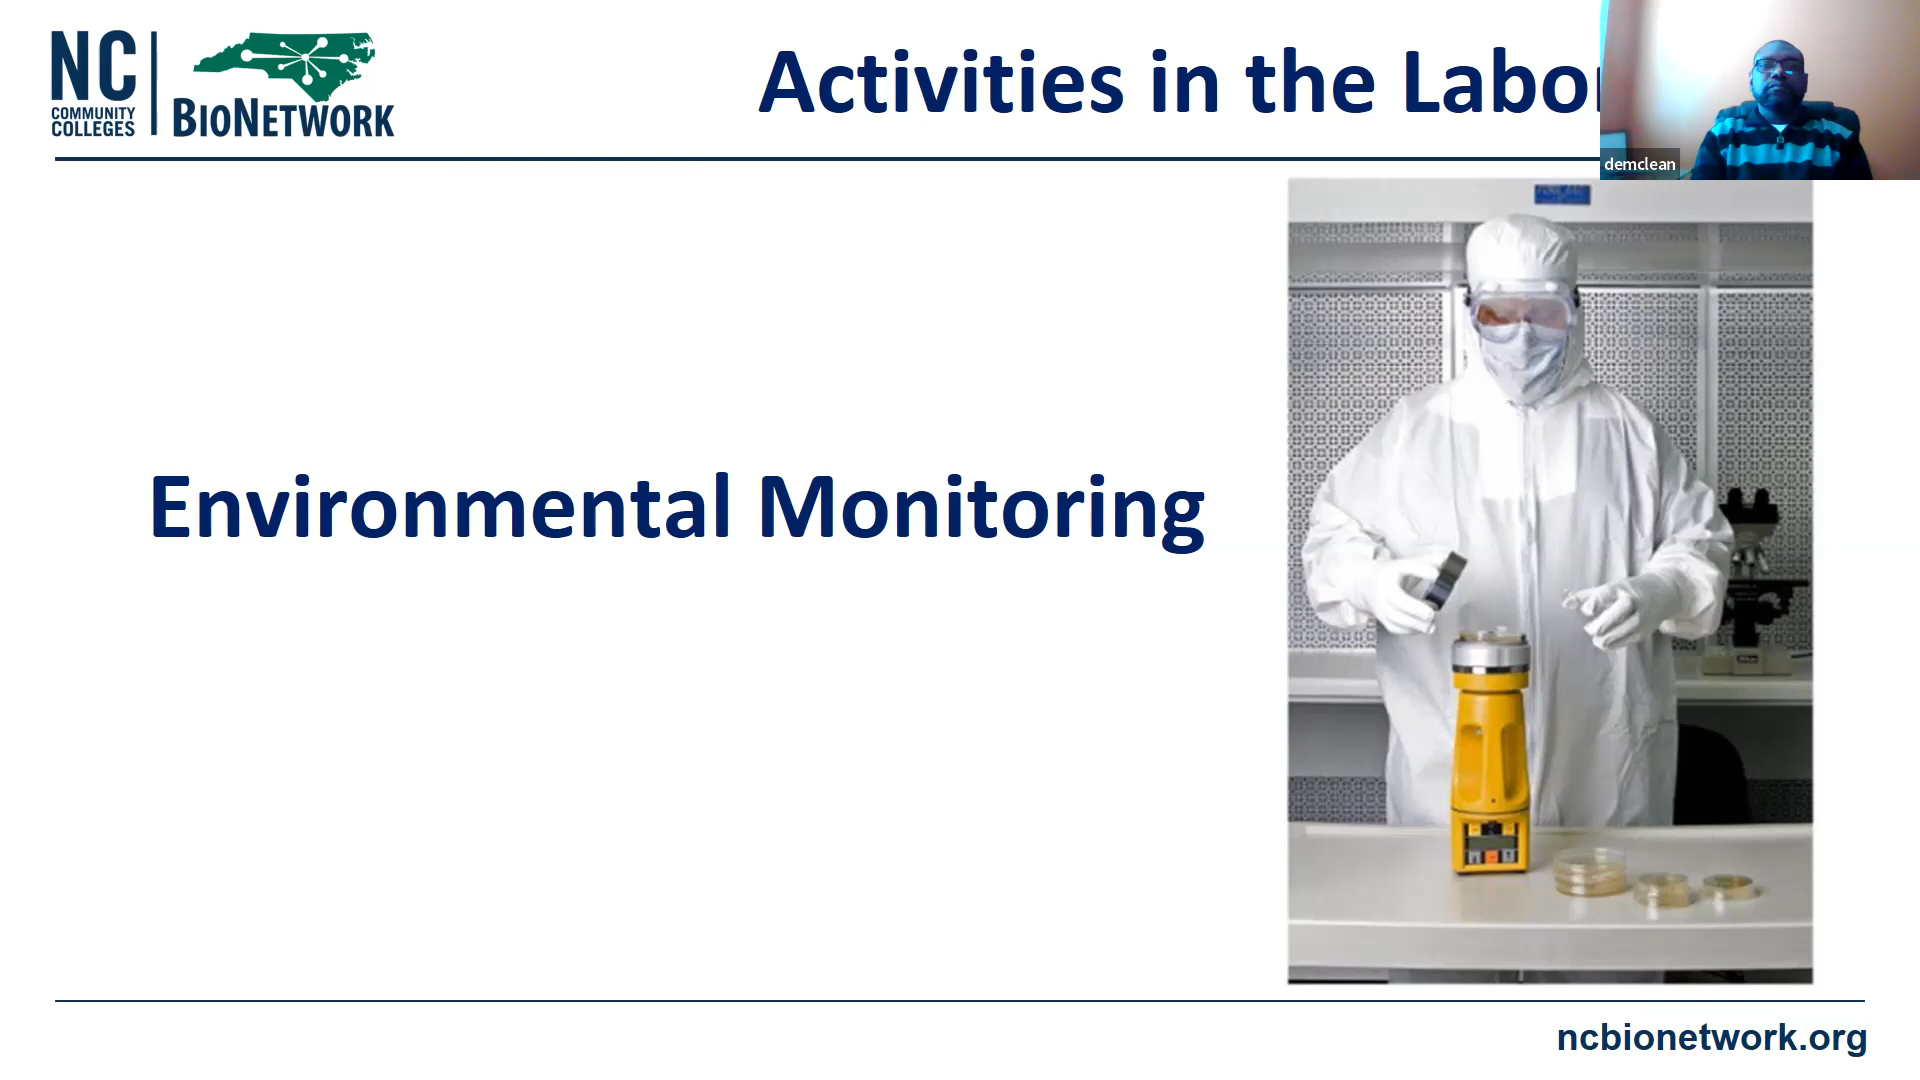 NC
COMMUNITY
COLLEGES
BIONETWORK
Activities in the Labor
demclean
Environmental Monitoring
ncbionetwork.org